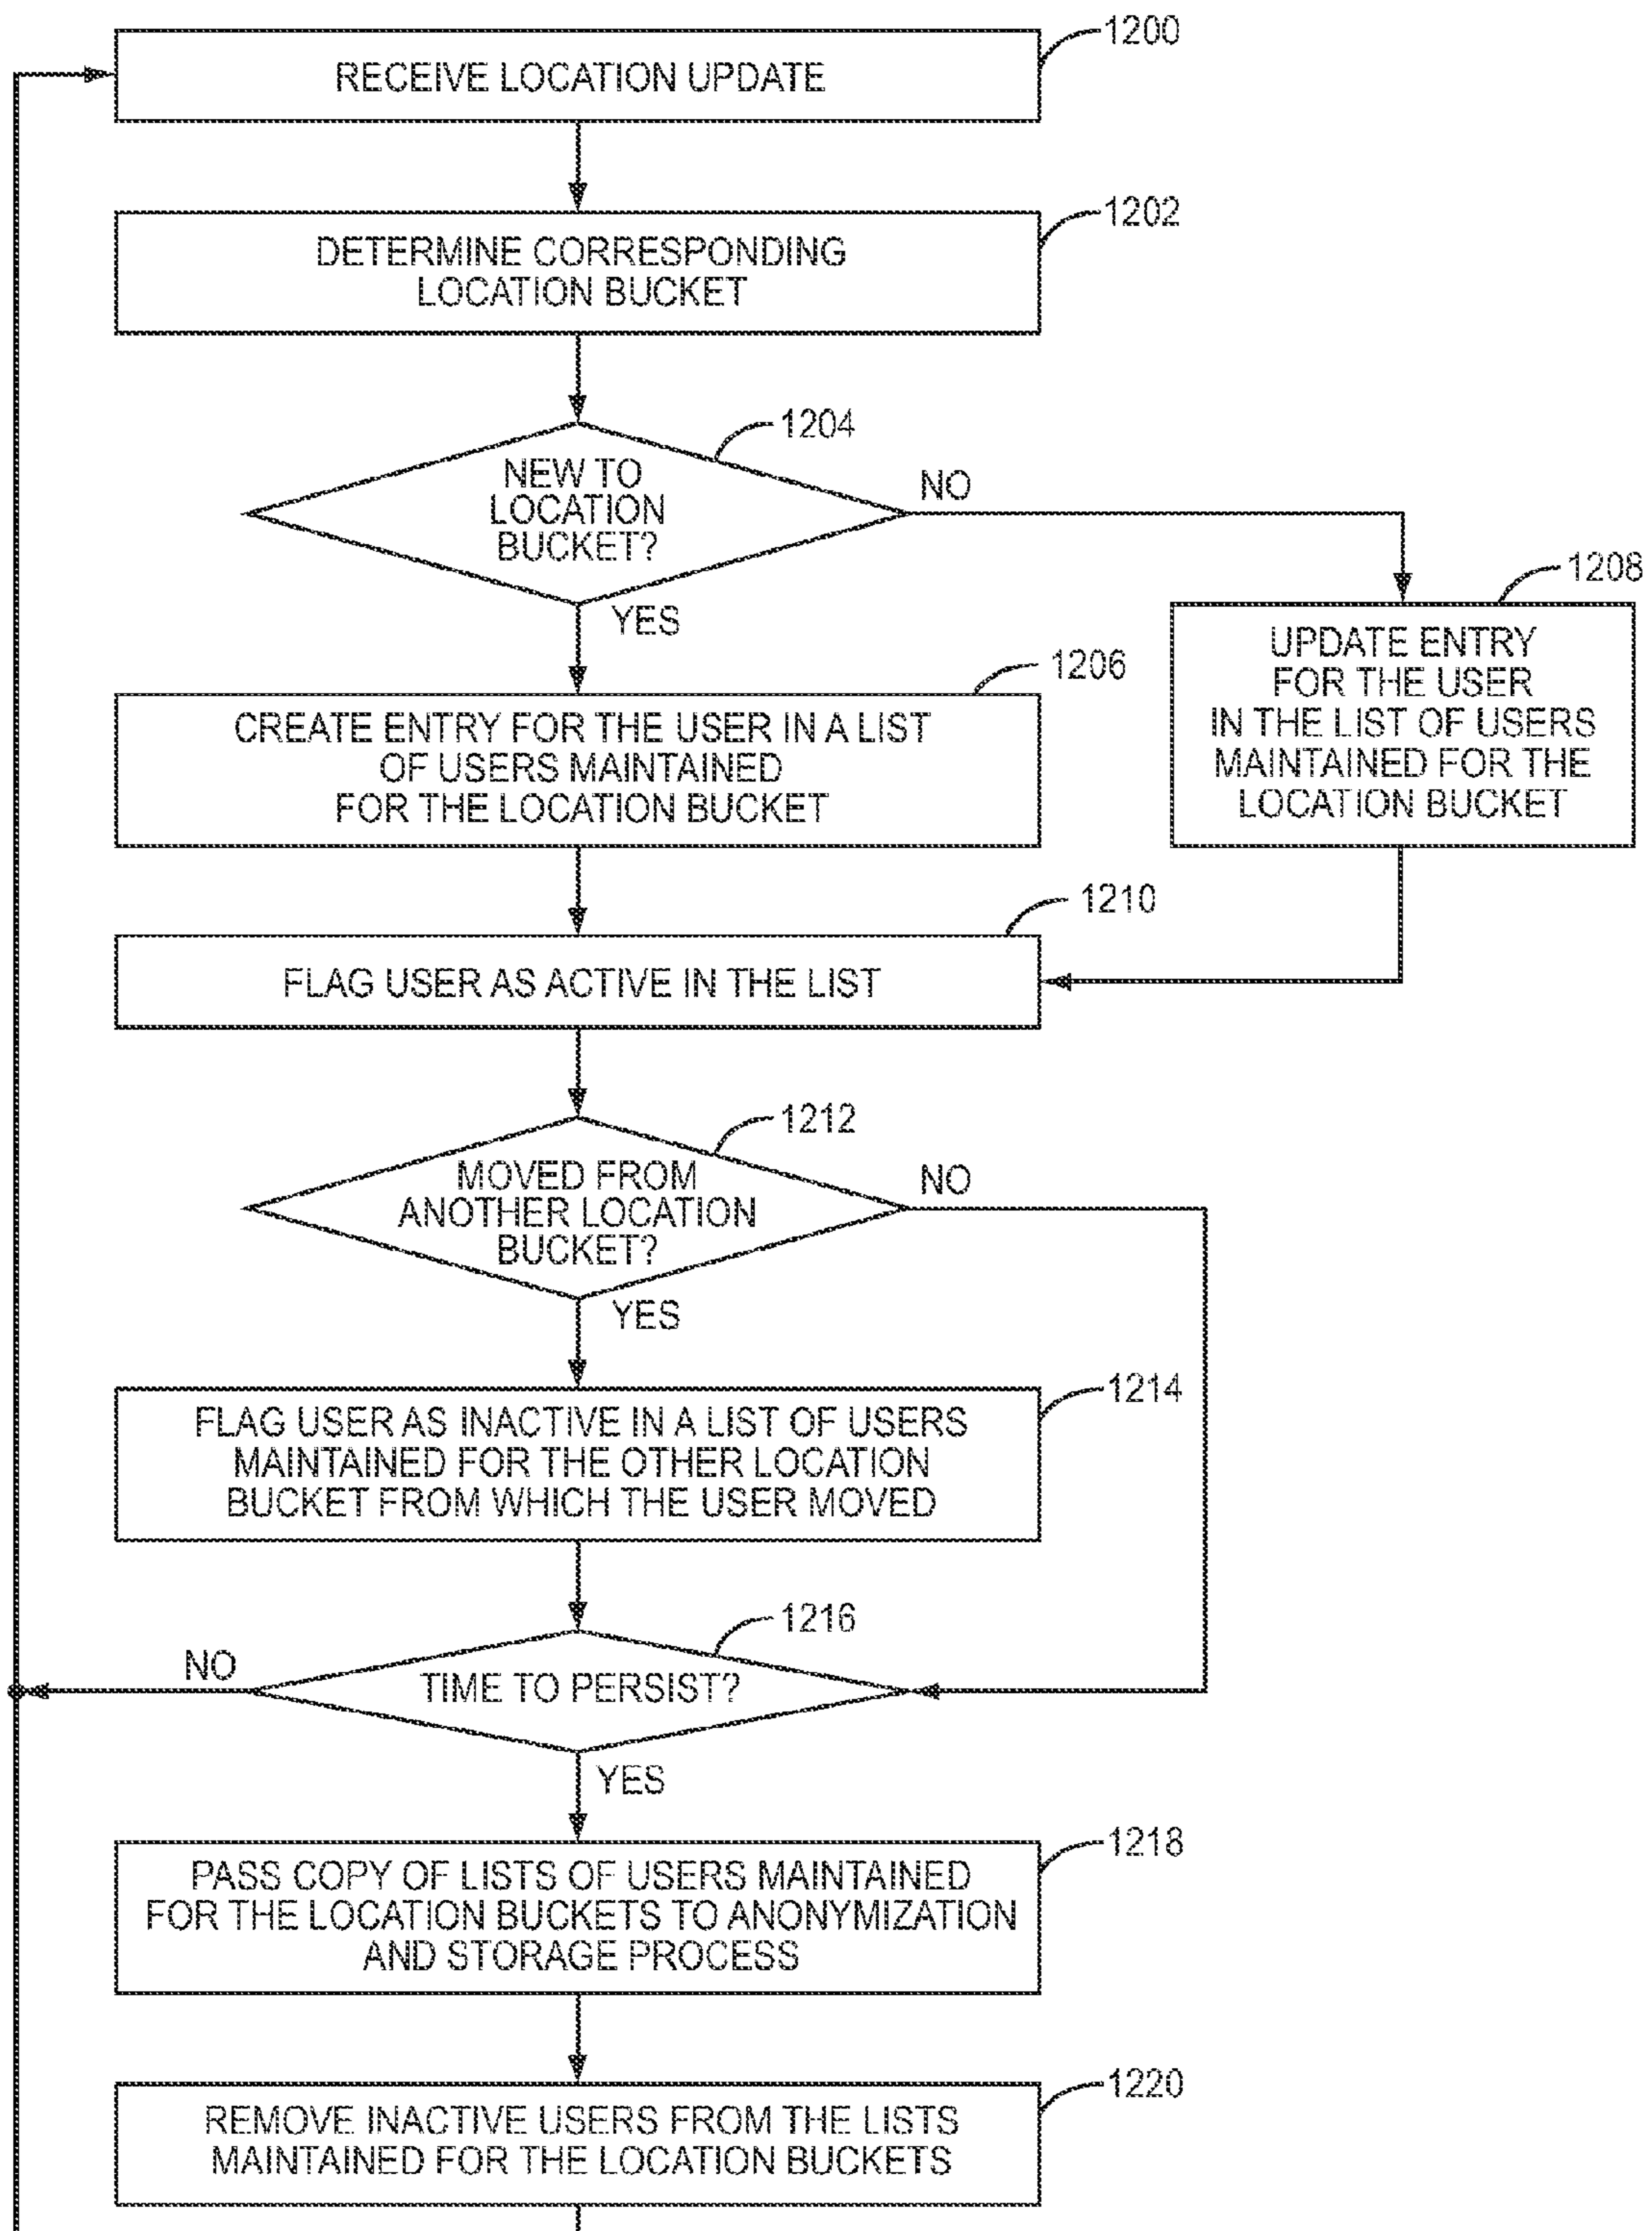 1200
RECEIVE LOCATION UPDATE
1202
DETERMINE CORRESPONDING
LOCATION BUCKET
1204
NEW TO
LOCATION
BUCKET?
NO
YES
1208
UPDATE ENTRY
FOR THE USER
IN THE LIST OF USERS
MAINTAINED FOR THE
LOCATION BUCKET
1206
CREATE ENTRY FOR THE USER IN A LIST
OF USERS MAINTAINED
FOR THE LOCATION BUCKET
1210
FLAG USER AS ACTIVE IN THE LIST
1212
MOVED FROM
ANOTHER LOCATION
BUCKET?
NO
YES
1214
FLAG USER AS INACTIVE IN A LIST OF USERS
MAINTAINED FOR THE OTHER LOCATION
BUCKET FROM WHICH THE USER MOVED
1216
NO
TIME TO PERSIST?
YES
1218
PASS COPY OF LISTS OF USERS MAINTAINED
FOR THE LOCATION BUCKETS TO ANONYMIZATION
AND STORAGE PROCESS
1220
REMOVE INACTIVE USERS FROM THE LISTS
MAINTAINED FOR THE LOCATION BUCKETS